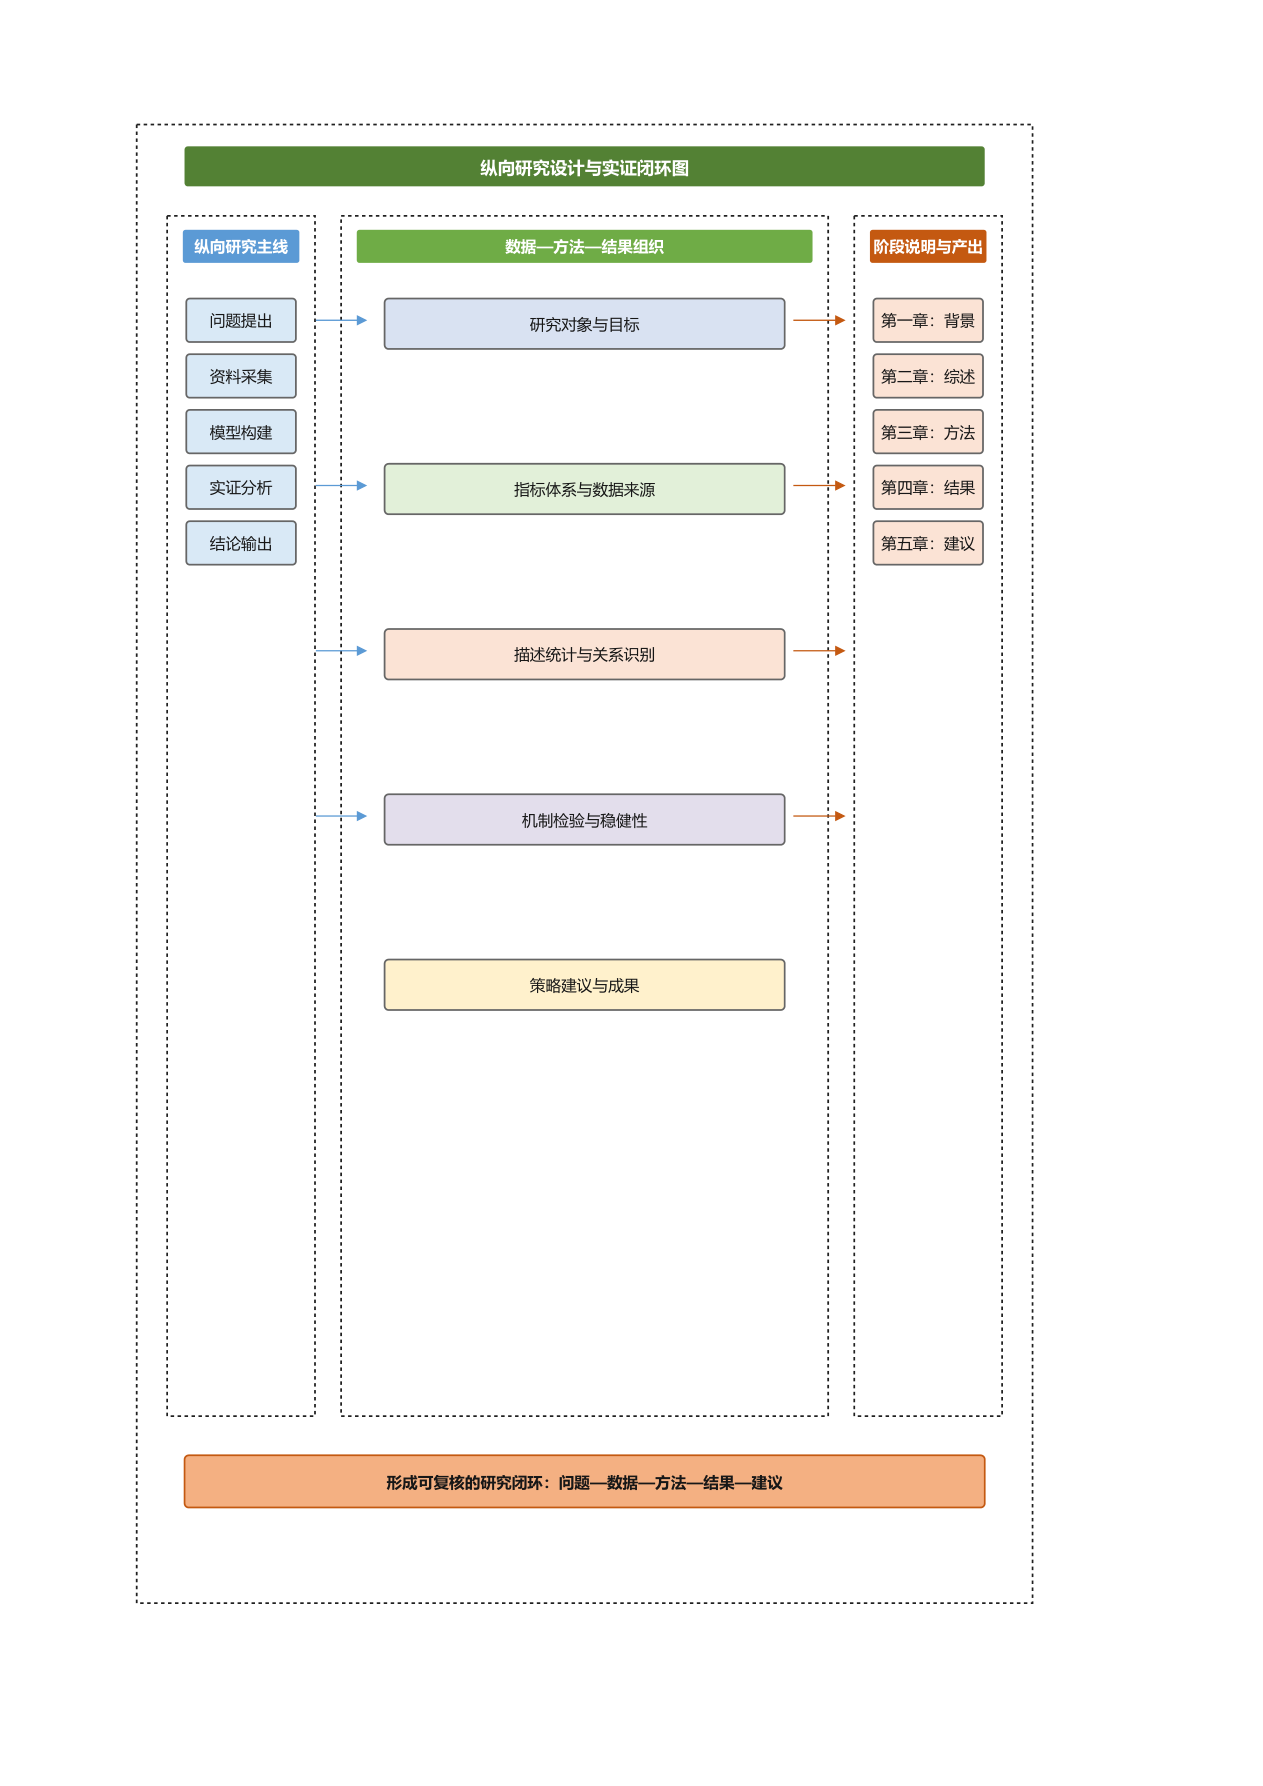 纵向研究设计与实证闭环图
纵向研究主线
问题提出
资料采集
模型构建
实证分析
结论输出
数据—方法—结果组织
研究对象与目标
指标体系与数据来源
描述统计与关系识别
机制检验与稳健性
策略建议与成果
阶段说明与产出
第一章：背景
第二章：综述
第三章：方法
第四章：结果
第五章：建议
形成可复核的研究闭环：问题—数据—方法—结果—建议